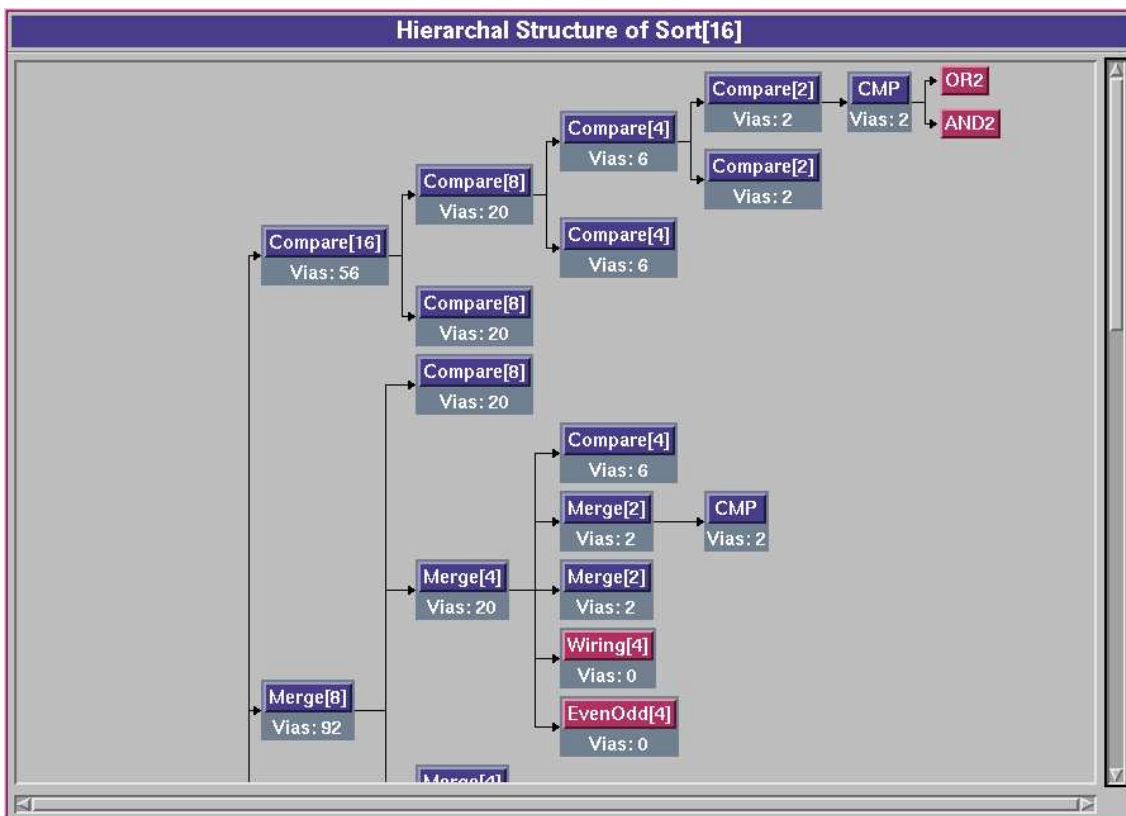 Hierarchal Structure of Sort[16]
Compare[2]
Vias: 2
CMP
Vias: 2
OR2
AND2
Compare[4]
Vias: 6
Compare[2]
Vias: 2
Compare[8]
Vias: 20
Compare[4]
Vias: 6
Compare[16]
Vias: 56
Compare[8]
Vias: 20
Compare[8]
Vias: 20
Compare[4]
Vias: 6
Merge[2]
Vias: 2
CMP
Vias: 2
Merge[4]
Vias: 20
Merge[2]
Vias: 2
Wiring[4]
Vias: 0
Merge[8]
Vias: 92
EvenOdd[4]
Vias: 0
Merge[4]